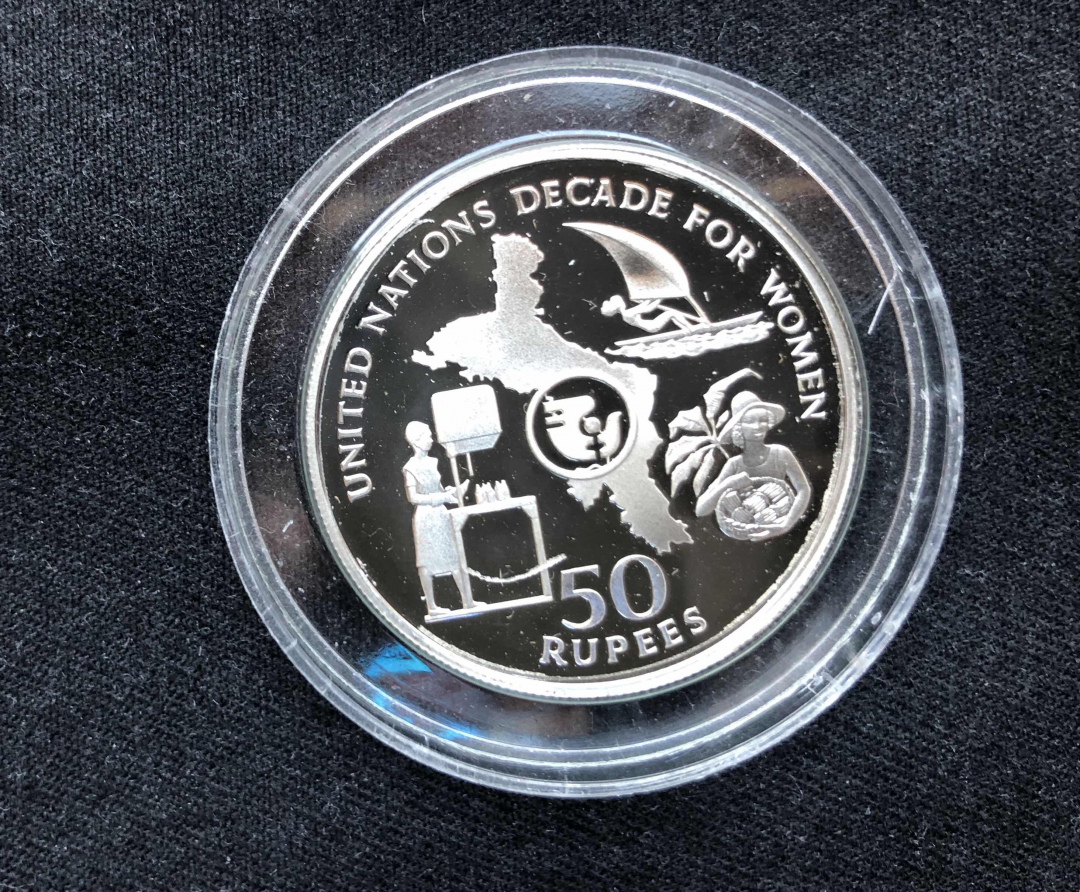 UNITED NATIONS DECADE FOR WOMEN
50
RUPEES